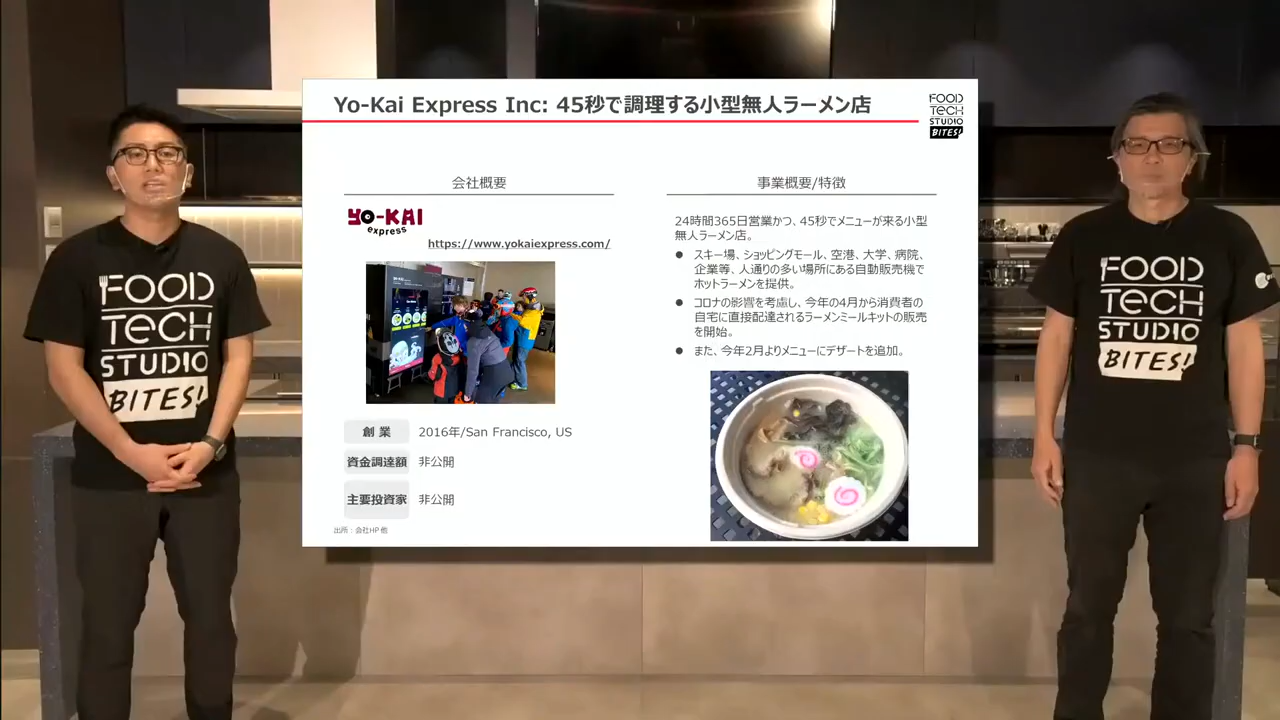 Yo-Kai Express Inc: 45秒で調理する小型無人ラーメン店
FOOD
TECH
STUDIO
BITES!
会社概要
YO-KAI
express
https://www.yokaiexpress.com/
創業
2016年/San Francisco, US
資金調達額
非公開
主要投資家
非公開
出所：会社HP他
事業概要/特徴
24時間365日営業かつ、45秒でメニューが来る小型
無人ラーメン店。
● スキー場、ショッピングモール、空港、大学、病院、
企業等、人通りの多い場所にある自動販売機で
ホットラーメンを提供。
● コロナの影響を考慮し、今年の4月から消費者の
自宅に直接配達されるラーメンミールキットの販売
を開始。
● また、今年2月よりメニューにデザートを追加。
FOOD
TECH
STUDIO
BITES!
FOOD
TECH
STUDIO
BITES!